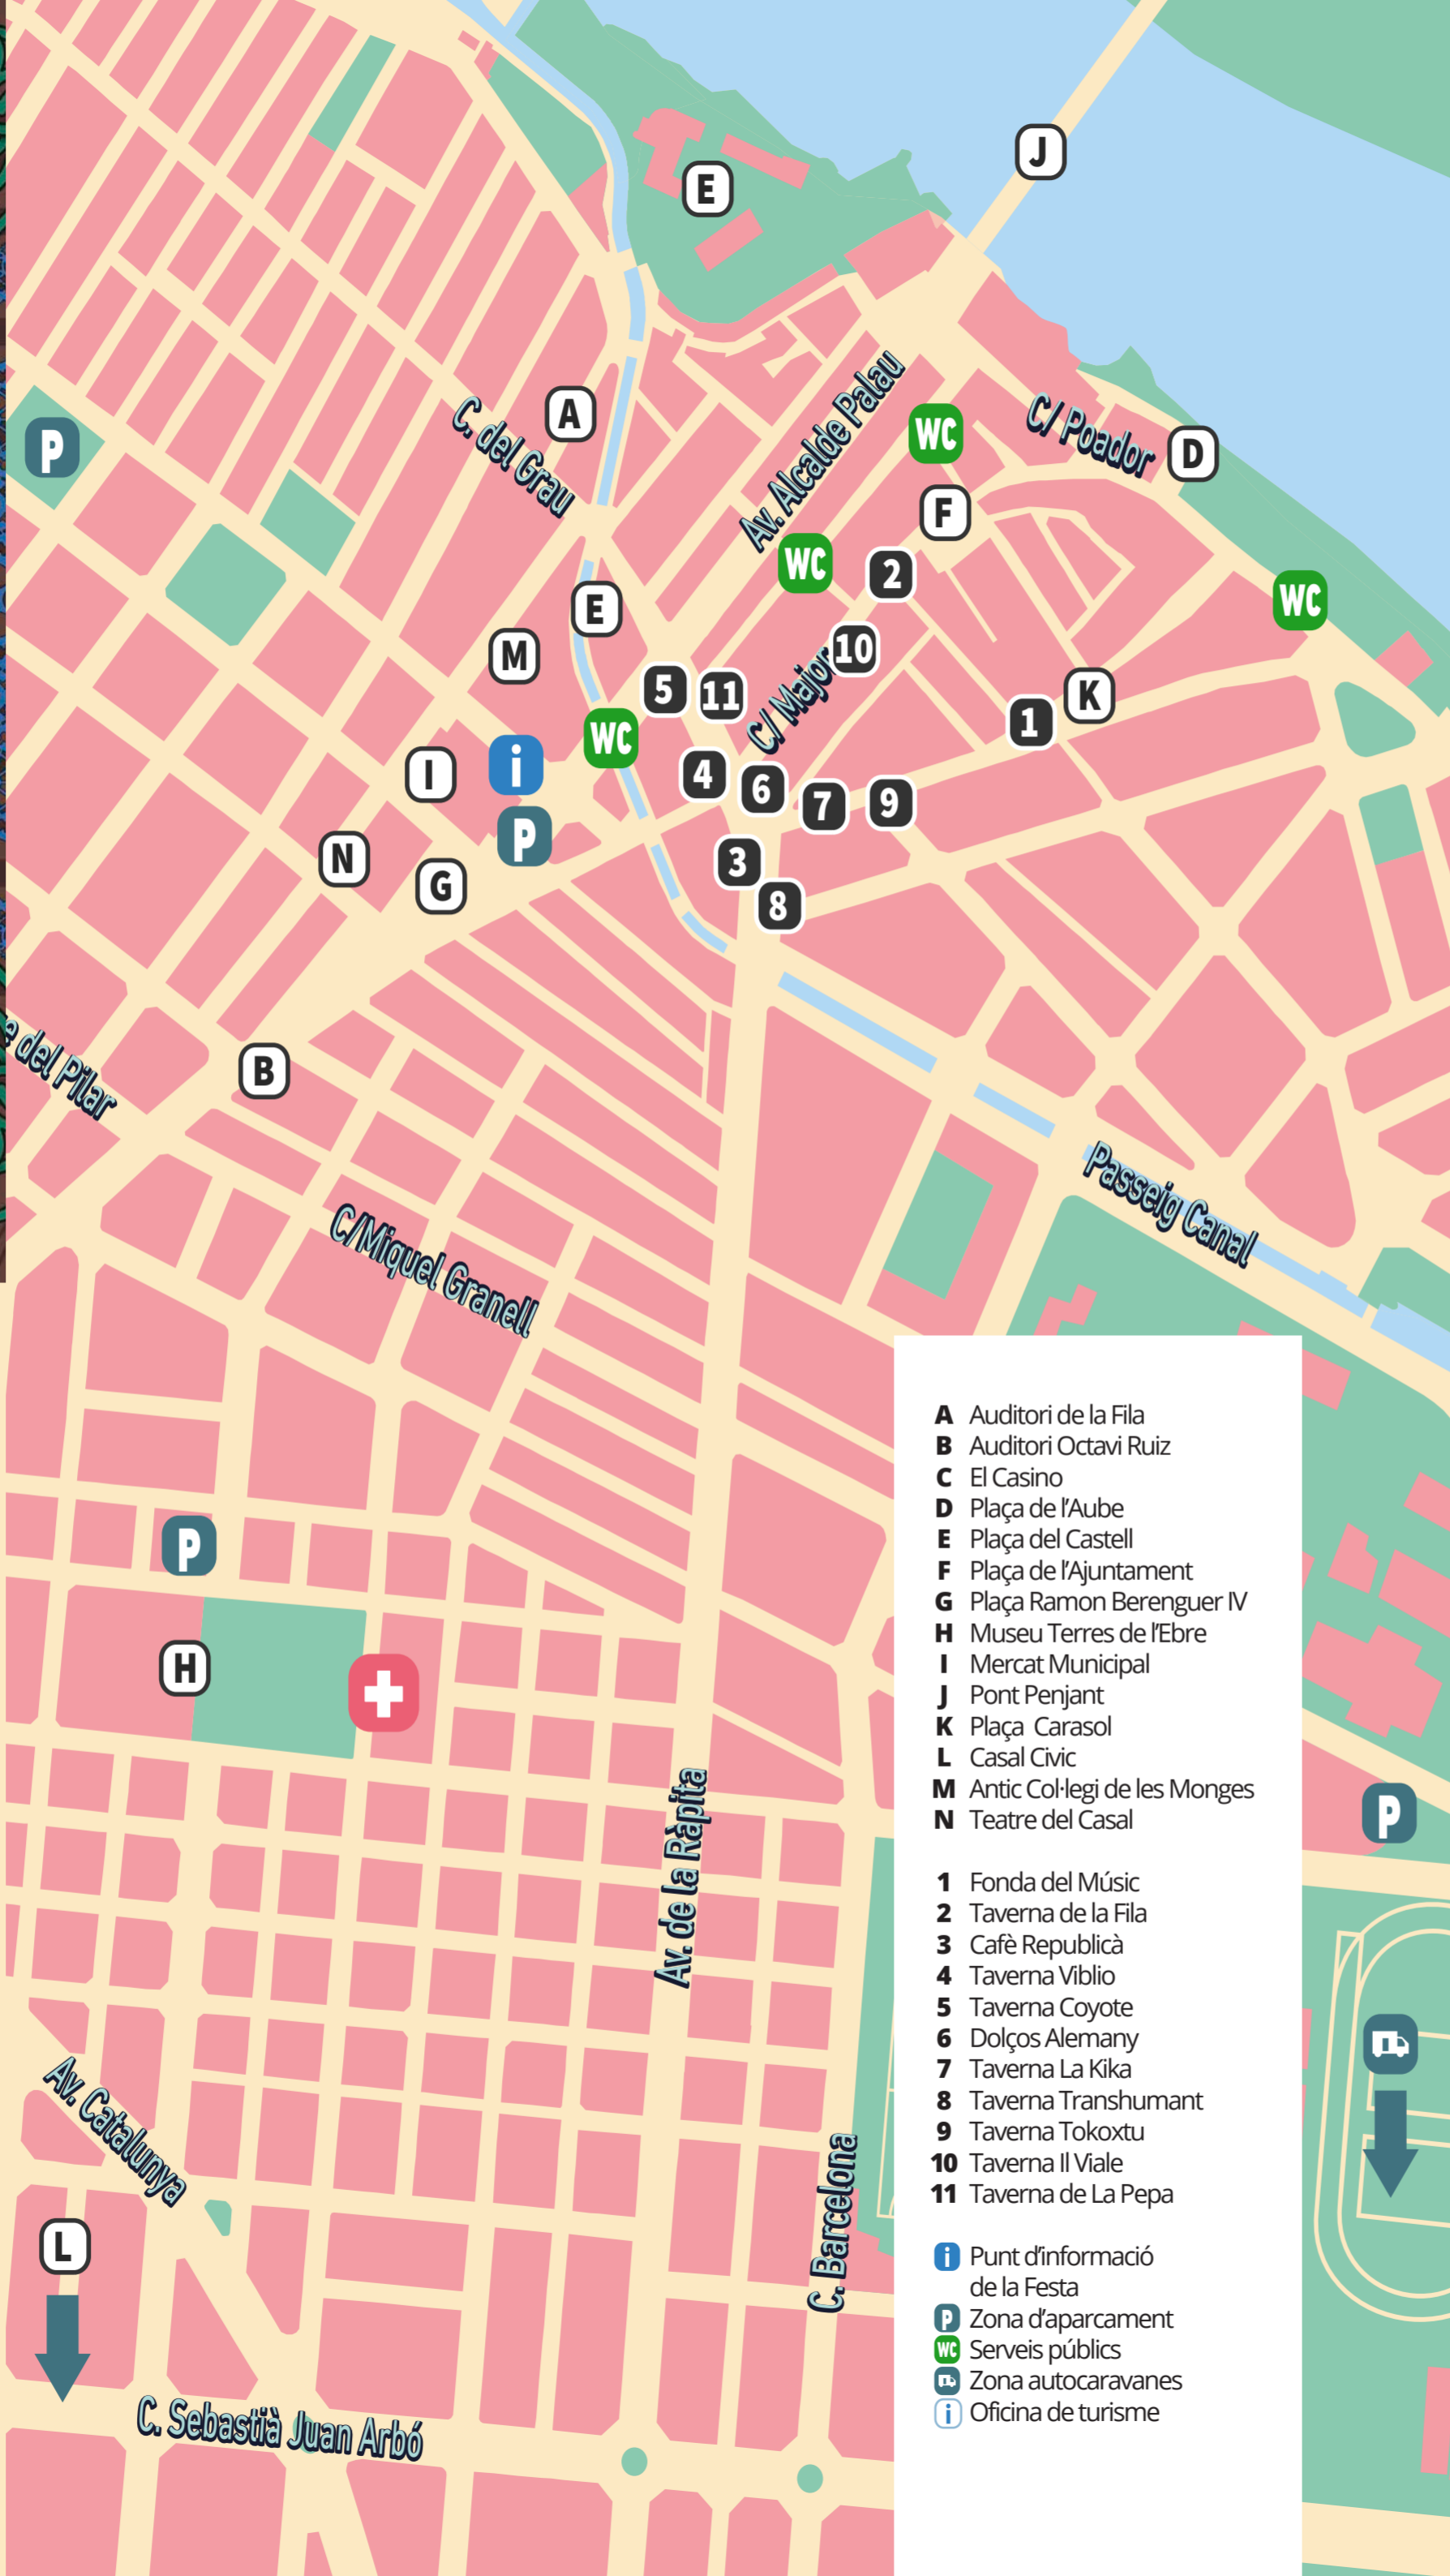 J
E
A
C. del Grau
Av. Alcalde Palau
C/ Poador
D
P
WC
F
WC
2
WC
E
M
10
C/ Major
5
11
K
1
WC
I
i
4
6
7
9
P
N
G
3
8
e del Pilar
B
Passeig Canal
C/Miquel Granell
P
H
Av. de la Ràpita
P
Av. Catalunya
C. Barcelona
L
C. Sebastià Juan Arbó
A Auditori de la Fila
B Auditori Octavi Ruiz
C El Casino
D Plaça de l'Aube
E Plaça del Castell
F Plaça de l'Ajuntament
G Plaça Ramon Berenguer IV
H Museu Terres de l'Ebre
I Mercat Municipal
J Pont Penjant
K Plaça Carasol
L Casal Civic
M Antic Col·legi de les Monges
N Teatre del Casal
1 Fonda del Músic
2 Taverna de la Fila
3 Cafè Republicà
4 Taverna Viblio
5 Taverna Coyote
6 Dolços Alemany
7 Taverna La Kika
8 Taverna Transhumant
9 Taverna Tokoxtu
10 Taverna Il Viale
11 Taverna de La Pepa
i Punt d'informació
de la Festa
P Zona d'aparcament
WC Serveis públics
Zona autocaravanes
i Oficina de turisme